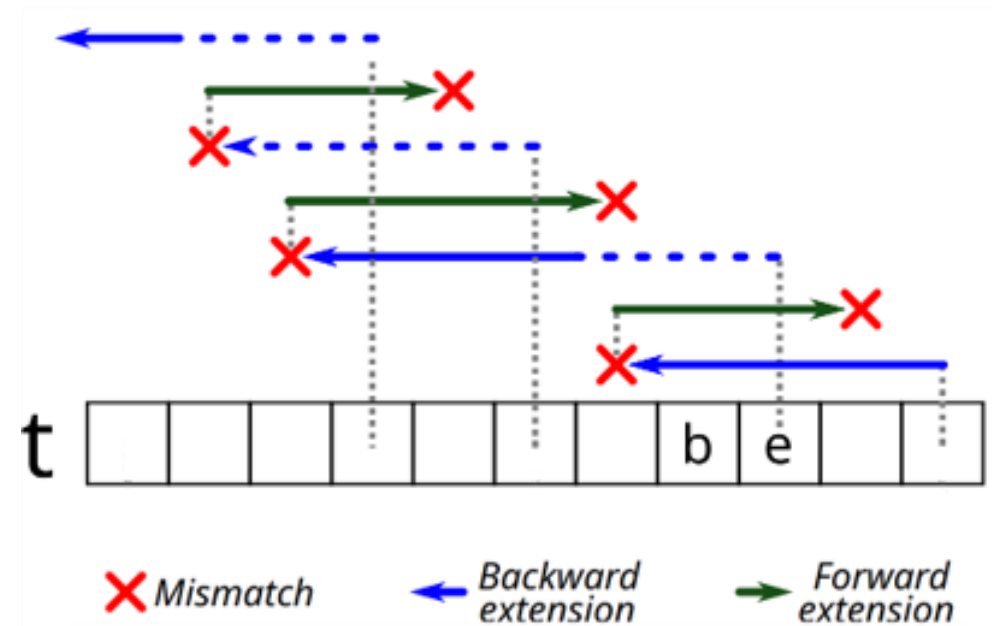 t b e
Mismatch
Backward
extension
Forward
extension